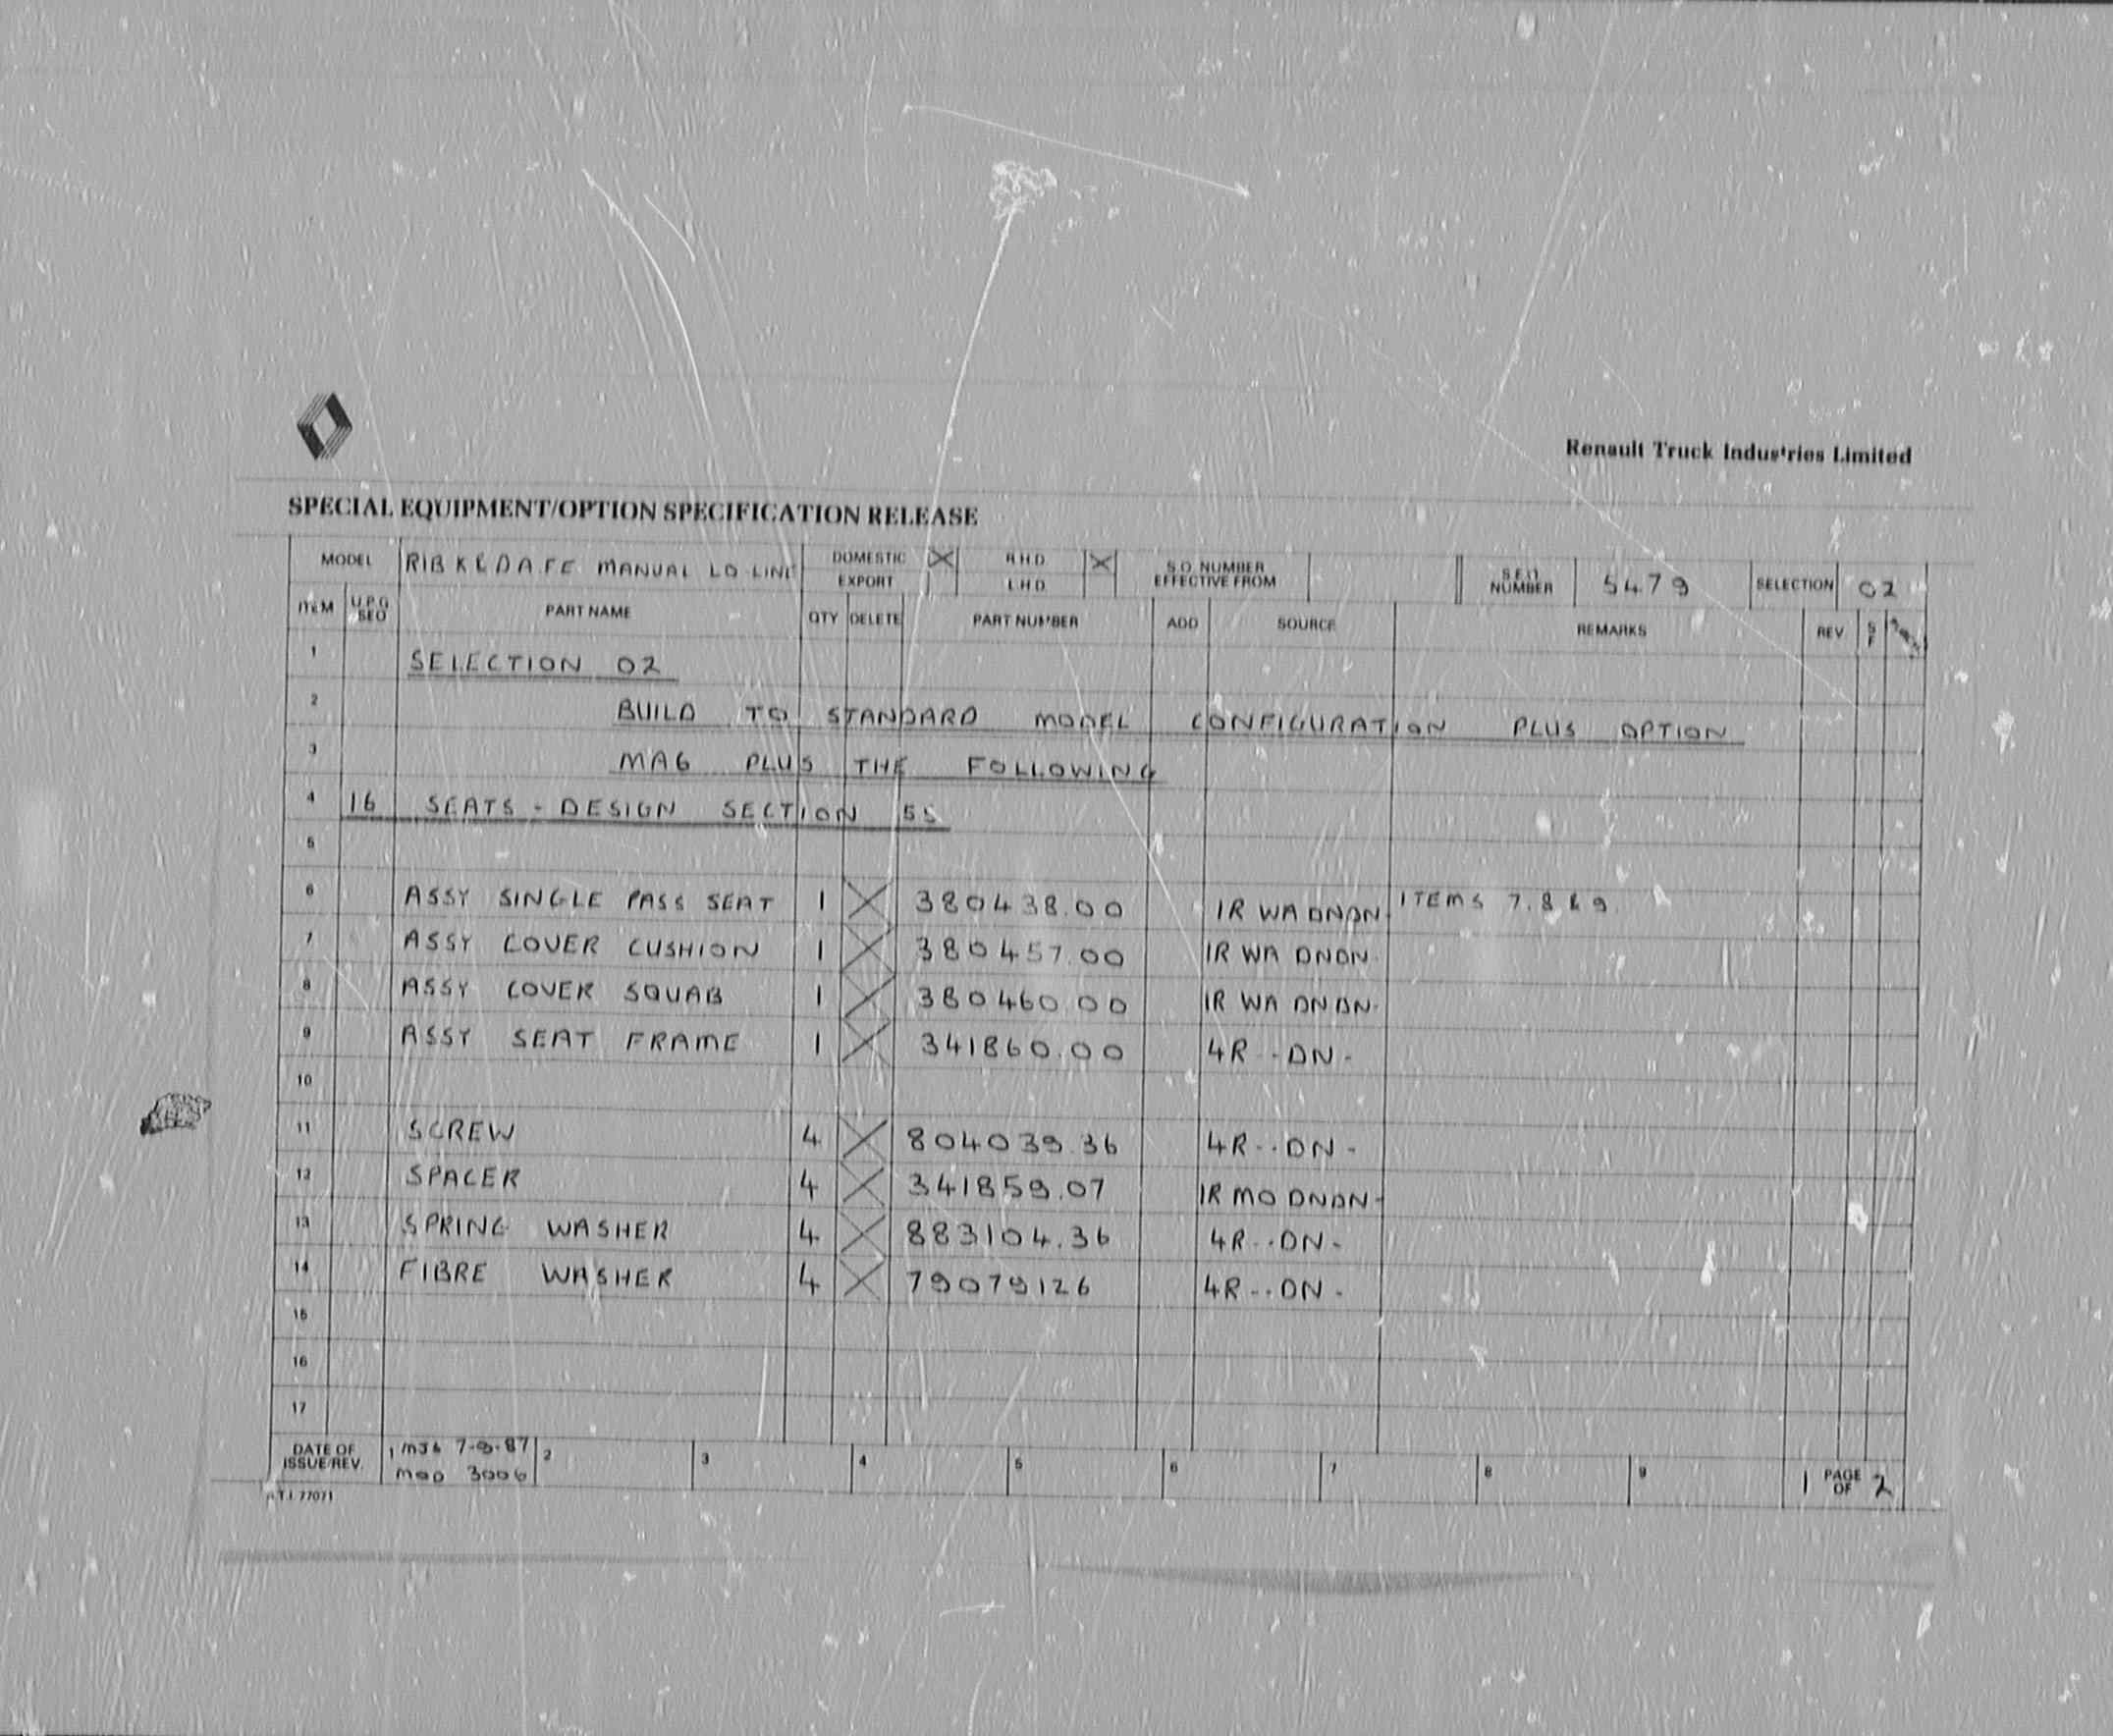 Renault Truck Industries Limited
SPECIAL EQUIPMENT/OPTION SPECIFICATION RELEASE
MODEL MANUAL LO LINE DOMESTIC X R.H.D X S.O. NUMBER EFFECTIVE FROM NUMBER 5479 SELECTION 02
EXPORT L.H.D
ITEM U.P.G SEQ PART NAME QTY DELETE PART NUMBER ADD SOURCE REMARKS REV
1 SELECTION 02
2 BUILD TO STANDARD MODEL CONFIGURATION PLUS OPTION
3 MAG PLUS THE FOLLOWING
4 16 SEATS - DESIGN SECTION 55
5
6 ASSY SINGLE PASS SEAT 1 X 380438.00 1R WA DNDN- ITEMS 7.8 & 9
7 ASSY COVER CUSHION 1 X 380457.00 1R WA DNDN-
8 ASSY COVER SQUAB 1 X 380460.00 1R WA DNDN-
9 ASSY SEAT FRAME 1 X 341860.00 4R--DN-
10
11 SCREW 4 X 804039.36 4R--DN-
12 SPACER 4 X 341859.07 1R MO DNDN-
13 SPRING WASHER 4 X 883104.36 4R--DN-
14 FIBRE WASHER 4 X 79079126 4R--DN-
15
16
17
DATE OF ISSUE/REV. 1 7-9-87 2 3 4 5 6 7 8 9 1 PAGE OF 2
3006
77071